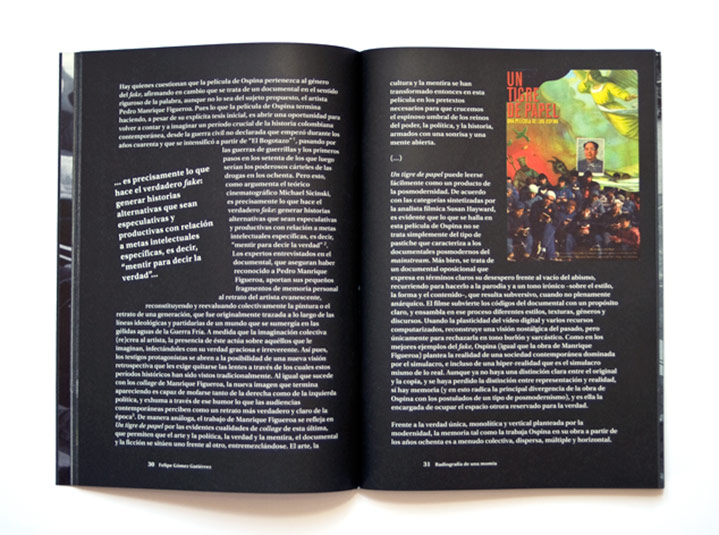 Hay quienes cuestionan que la película de Ospina pertenezca al género
del fake, afirmando en cambio que se trata de un documental en el sentido
riguroso de la palabra, aunque no lo sea del sujeto propuesto, el artista
Pedro Manrique Figueroa. Pues lo que la película de Ospina termina
haciendo, a pesar de su explícita tesis inicial, es abrir una oportunidad para
volver a contar y a imaginar un periodo crucial de la historia colombiana
contemporánea, desde la guerra civil no declarada que empezó durante los
años cuarenta y que se intensificó a partir de "El Bogotazo", pasando por
las guerras de guerrillas y los primeros
pasos en los setenta de los que luego
serían los poderosos cárteles de las
drogas en los ochenta. Pero esto,
como argumenta el teórico
cinematográfico Michael Sicinski,
es precisamente lo que hace el
verdadero fake: generar historias
alternativas que sean especulativas
y productivas con relación a metas
intelectuales específicas, es decir,
"mentir para decir la verdad".
Los expertos entrevistados en el
documental, que aseguran haber
reconocido a Pedro Manrique
Figueroa, aportan sus pequeños
fragmentos de memoria personal
al retrato del artista evanescente,
reconstituyendo y reevaluando colectivamente la pintura o el
retrato de una generación, que fue originalmente trazada a lo largo de las
líneas ideológicas y partidarias de un mundo que se sumergía en las
gélidas aguas de la Guerra Fría. A medida que la imaginación colectiva
(re)crea al artista, la presencia de éste actúa sobre aquéllos que le
imaginan, infectándoles con su verdad graciosa e irreverente. Así pues,
los testigos protagonistas se abren a la posibilidad de una nueva visión
retrospectiva que les exige quitarse las lentes a través de los cuales estos
periodos históricos han sido vistos tradicionalmente. Al igual que sucede
con los collage de Manrique Figueroa, la nueva imagen que termina
apareciendo es capaz de mofarse tanto de la derecha como de la izquierda
política, y exhuma a través de ese humor lo que las audiencias
contemporáneas perciben como un retrato más verdadero y claro de la
época. De manera análoga, el trabajo de Manrique Figueroa se refleja en
Un tigre de papel por las evidentes cualidades de collage de esta última,
que permiten que el arte y la política, la verdad y la mentira, el documental
y la ficción se sitúen uno frente al otro, entremezclándose. El arte, la
... es precisamente lo que
hace el verdadero fake:
generar historias
alternativas que sean
especulativas y
productivas con relación
a metas intelectuales
específicas, es decir,
"mentir para decir la
verdad"...
30 Felipe Gómez Gutiérrez
cultura y la mentira se han
transformado entonces en esta
película en los pretextos
necesarios para que crucemos
el espinoso umbral de los reinos
del poder, la política, y la historia,
armados con una sonrisa y una
mente abierta.
(...)
Un tigre de papel puede leerse
fácilmente como un producto de
la posmodernidad. De acuerdo
con las categorías sintetizadas por
la analista fílmica Susan Hayward,
es evidente que lo que se halla en
esta película de Ospina no se
trata simplemente del tipo de
pastiche que caracteriza a los
documentales posmodernos del
mainstream. Más bien, se trata de
un documental oposicional que
expresa en términos claros su desespero frente al vacío del abismo,
recurriendo para hacerlo a la parodia y a un tono irónico –sobre el estilo,
la forma y el contenido–, que resulta subversivo, cuando no plenamente
anárquico. El filme subvierte los códigos del documental con un propósito
claro, y ensambla en ese proceso diferentes estilos, texturas, géneros y
discursos. Usando la plasticidad del vídeo digital y varios recursos
computarizados, reconstruye una visión nostálgica del pasado, pero
únicamente para rechazarla en tono burlón y sarcástico. Como en los
mejores ejemplos del fake, Ospina (igual que la obra de Manrique
Figueroa) plantea la realidad de una sociedad contemporánea dominada
por el simulacro, e incluso de una hiper-realidad que es el simulacro
mismo de lo real. Aunque ya no haya una distinción clara entre el original
y la copia, y se haya perdido la distinción entre representación y realidad,
sí hay memoria (y en esto radica la principal divergencia de la obra de
Ospina con los postulados de un tipo de posmodernismo), y es ella la
encargada de ocupar el espacio otrora reservado para la verdad.
Frente a la verdad única, monolítica y vertical planteada por la
modernidad, la memoria tal como la trabaja Ospina en su obra a partir de
los años ochenta es a menudo colectiva, dispersa, múltiple y horizontal.
UN
TIGRE
DE PAPEL
UNA PELÍCULA DE LUIS OSPINA
31 Radiografía de una momia